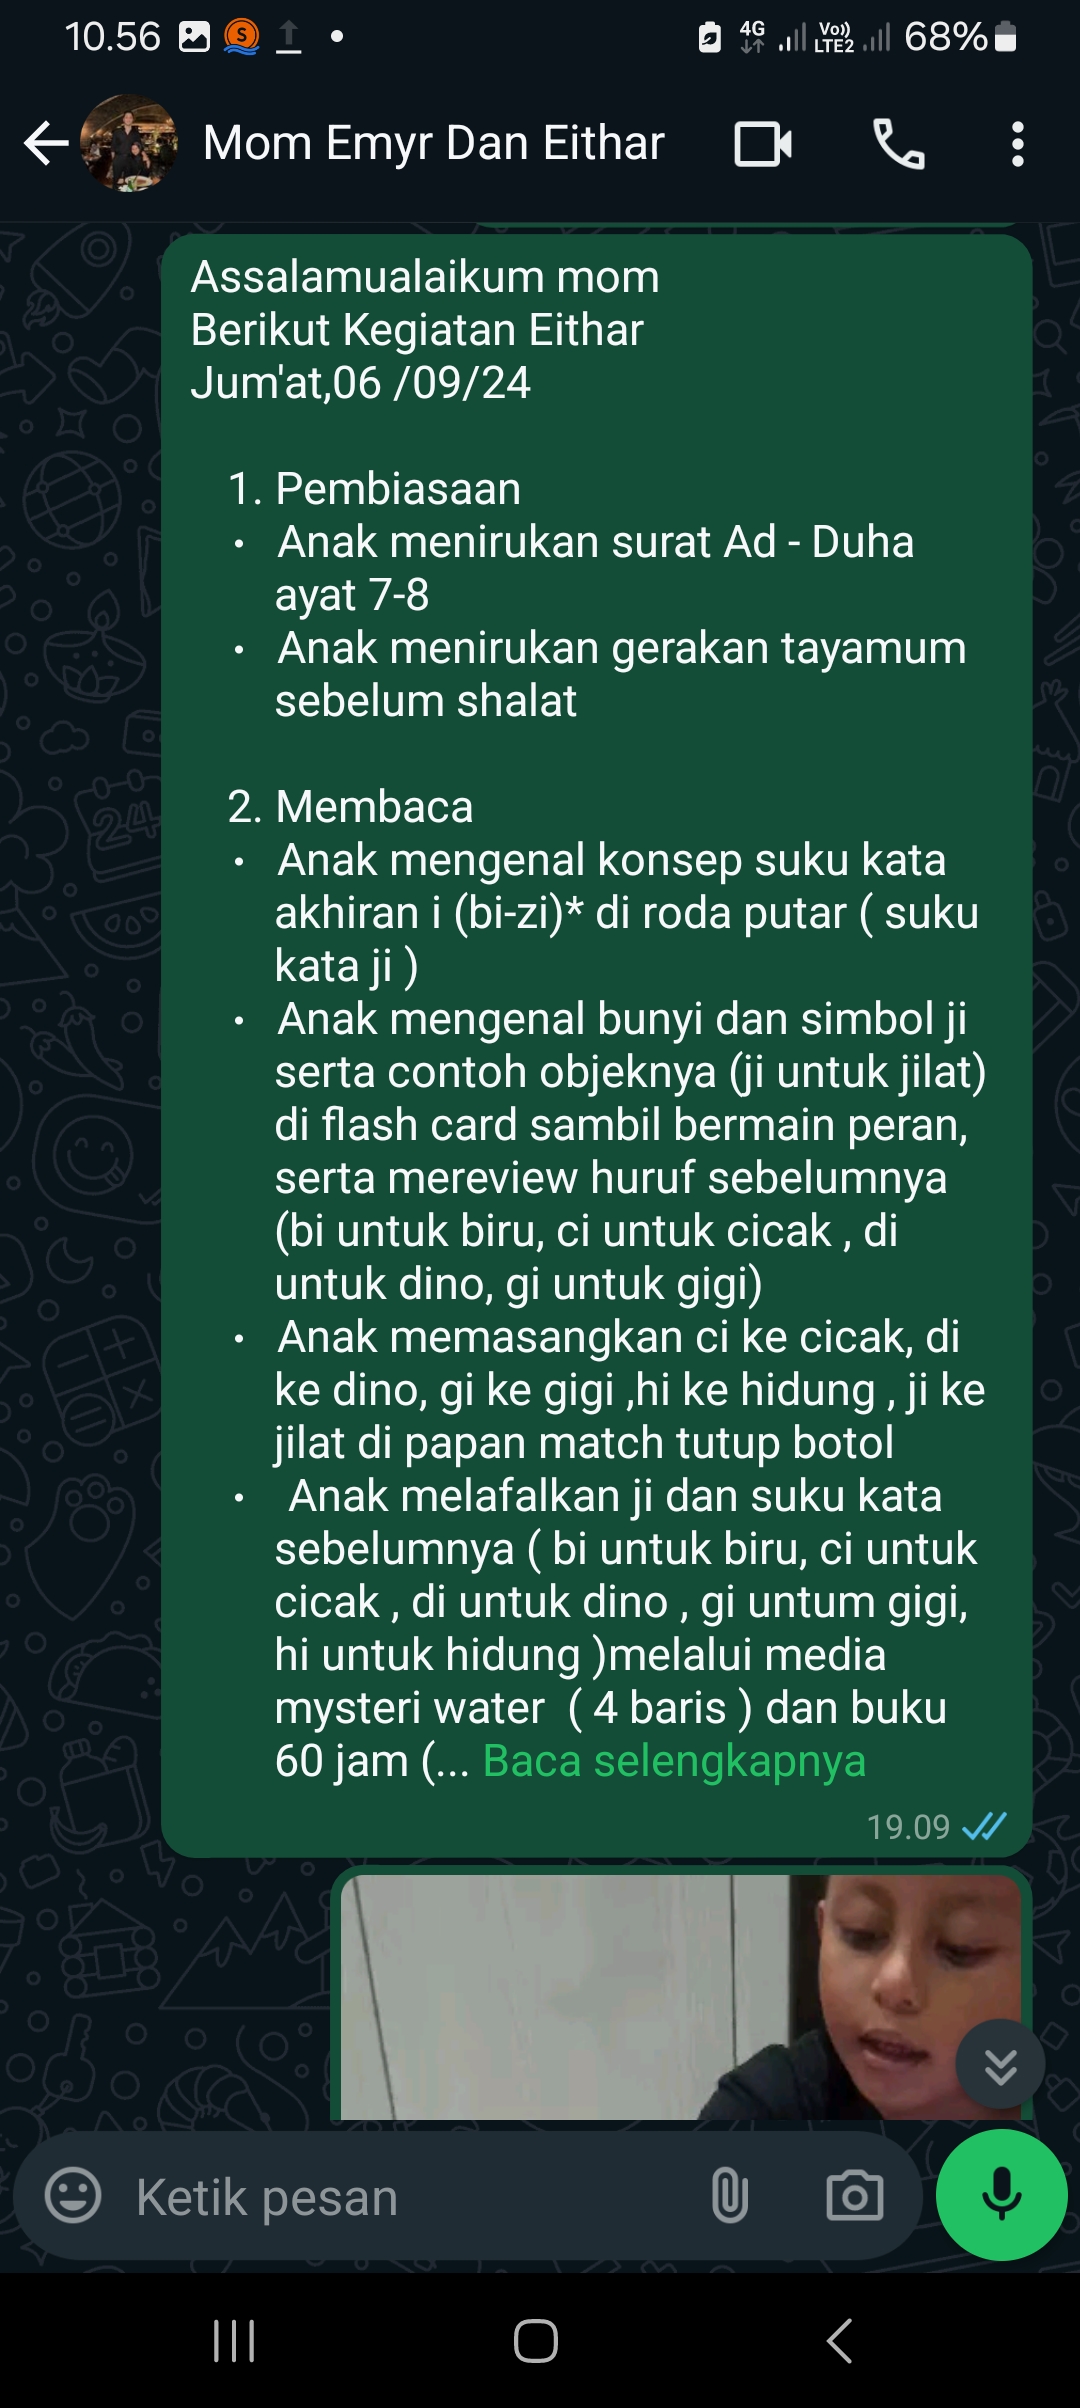 10.56
4G
Vo))
LTE2
68%
Mom Emyr Dan Eithar
Assalamualaikum mom
Berikut Kegiatan Eithar
Jum'at,06 /09/24
1. Pembiasaan
• Anak menirukan surat Ad - Duha
ayat 7-8
• Anak menirukan gerakan tayamum
sebelum shalat
2. Membaca
• Anak mengenal konsep suku kata
akhiran i (bi-zi)* di roda putar ( suku
kata ji )
• Anak mengenal bunyi dan simbol ji
serta contoh objeknya (ji untuk jilat)
di flash card sambil bermain peran,
serta mereview huruf sebelumnya
(bi untuk biru, ci untuk cicak , di
untuk dino, gi untuk gigi)
• Anak memasangkan ci ke cicak, di
ke dino, gi ke gigi ,hi ke hidung , ji ke
jilat di papan match tutup botol
• Anak melafalkan ji dan suku kata
sebelumnya ( bi untuk biru, ci untuk
cicak , di untuk dino , gi untum gigi,
hi untuk hidung )melalui media
mysteri water ( 4 baris ) dan buku
60 jam (... Baca selengkapnya
19.09
Ketik pesan